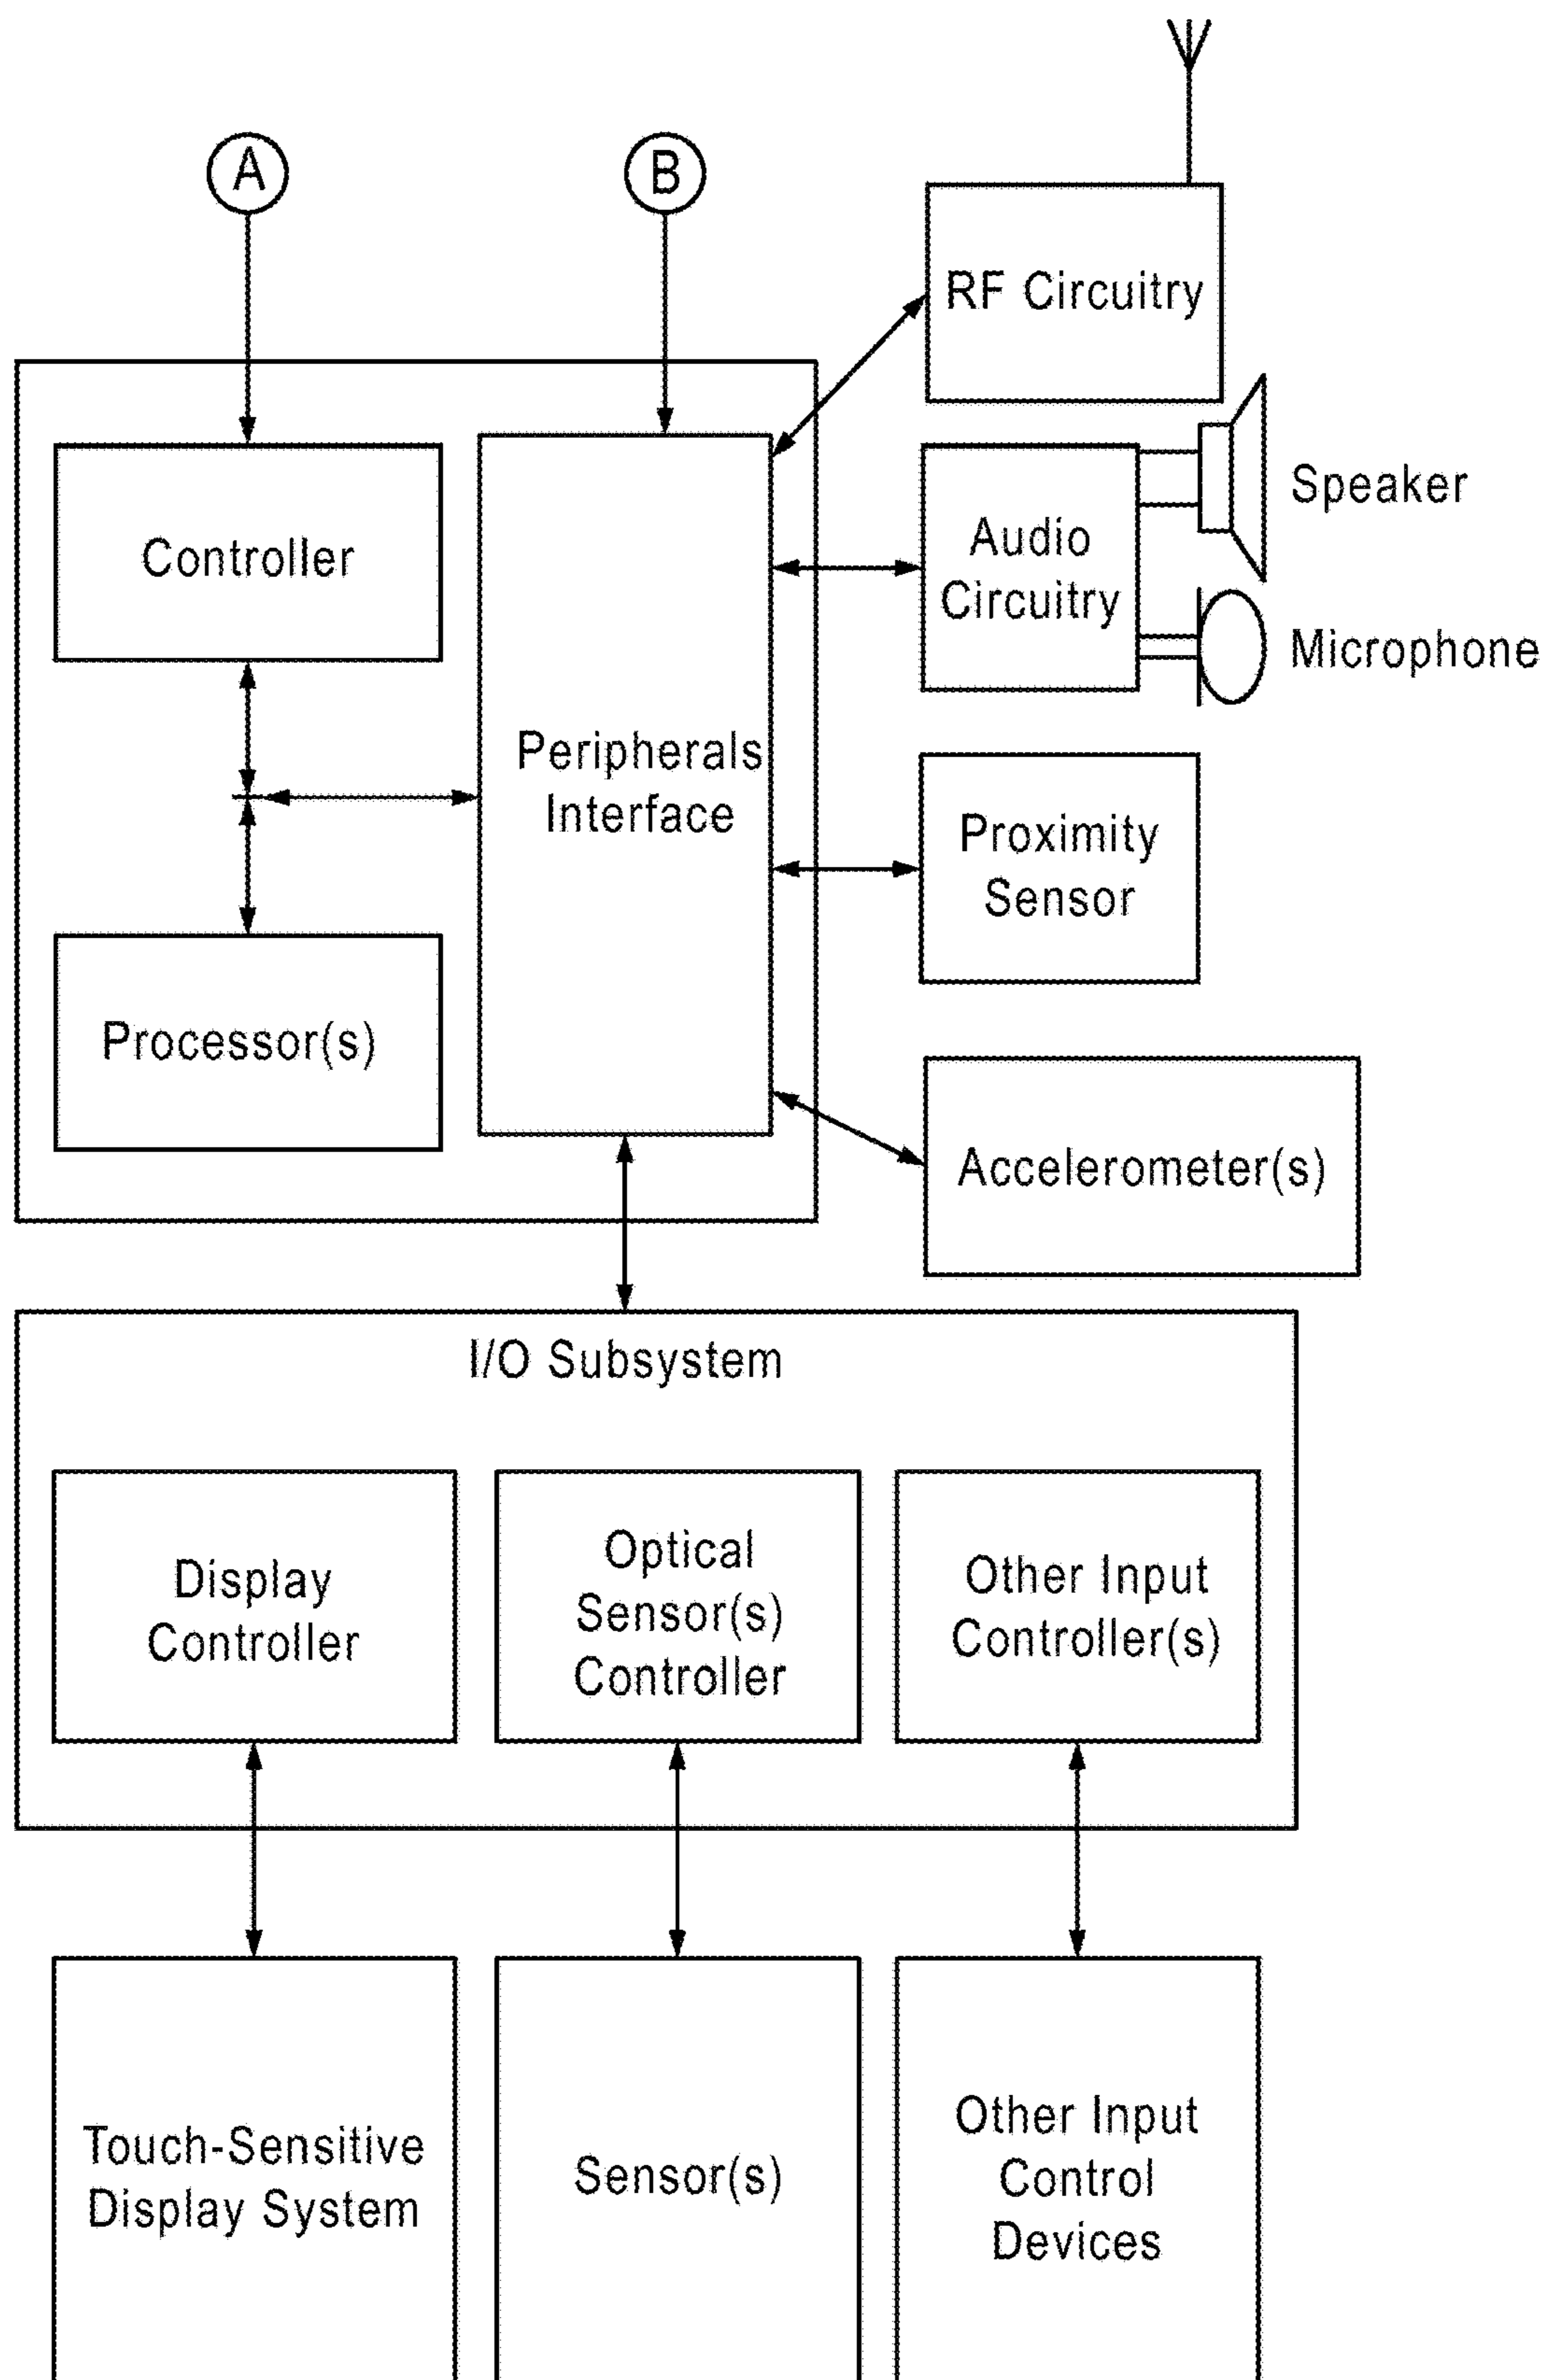 A
B
RF Circuitry
Controller
Peripherals
Interface
Audio
Circuitry
Speaker
Microphone
Proximity
Sensor
Processor(s)
Accelerometer(s)
I/O Subsystem
Display
Controller
Optical
Sensor(s)
Controller
Other Input
Controller(s)
Touch-Sensitive
Display System
Sensor(s)
Other Input
Control
Devices